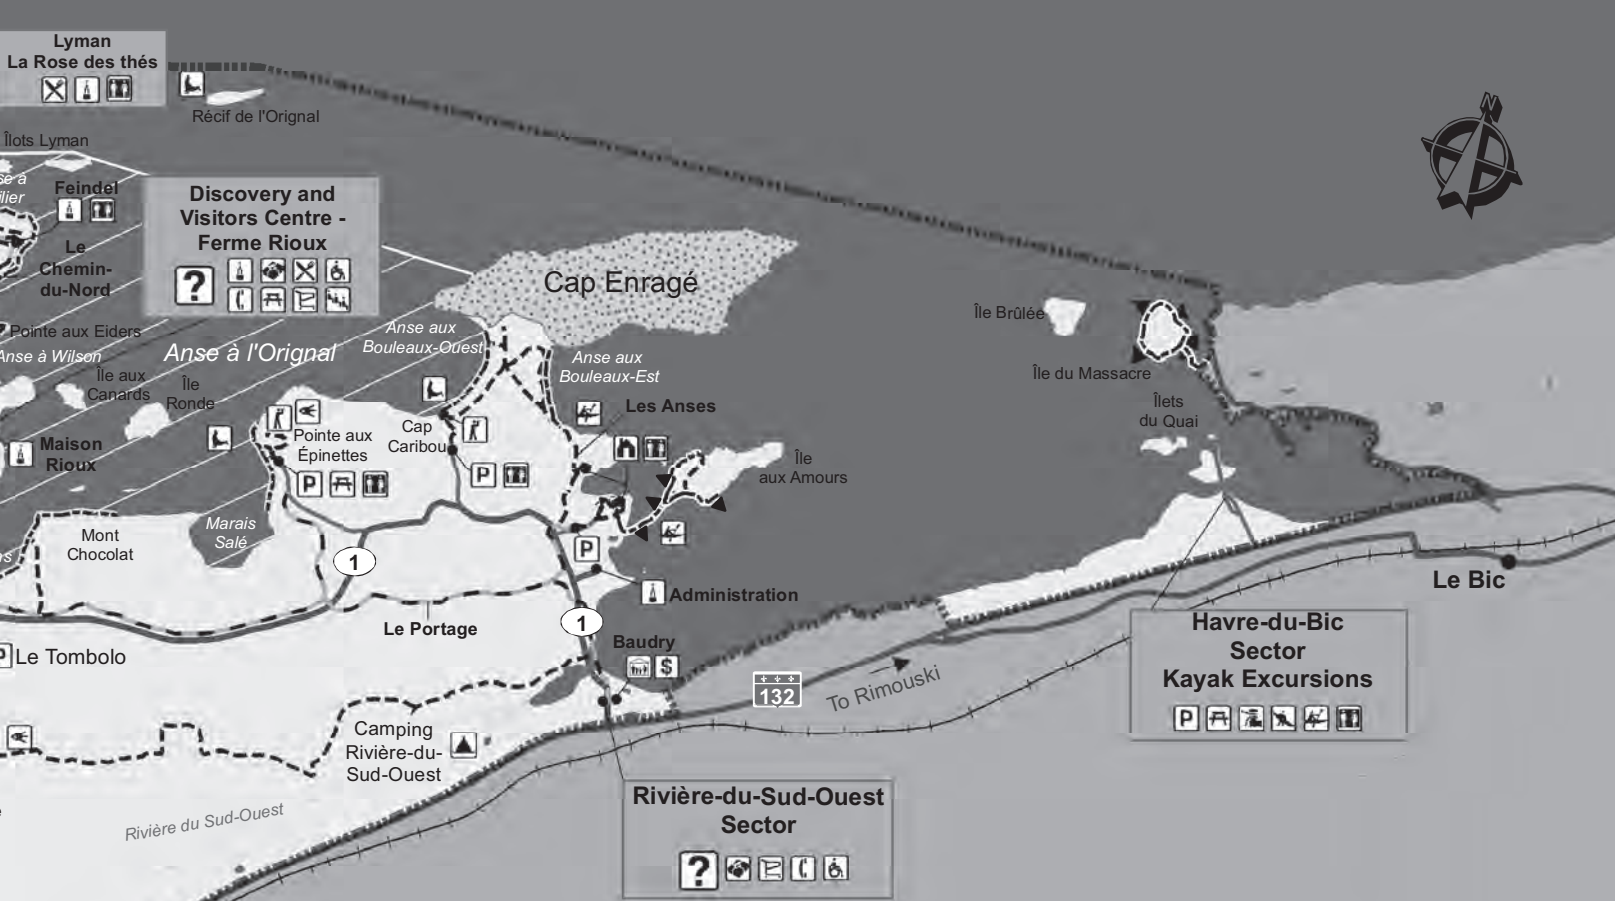 Lyman
La Rose des thés
Récif de l'Orignal
N
Îlots Lyman
Feindel
Discovery and
Visitors Centre -
Ferme Rioux
?
Le
Chemin-
du-Nord
Cap Enragé
Pointe aux Eiders
Anse à Wilson
Anse à l'Orignal
Anse aux
Bouleaux-Ouest
Anse aux
Bouleaux-Est
Île Brûlée
Île du Massacre
Îlets
du Quai
Île aux
Canards
Île
Ronde
Les Anses
Cap
Caribou
Pointe aux
Épinettes
P
P
Maison
Rioux
Île
aux Amours
Mont
Chocolat
Marais
Salé
1
P
Administration
Le Bic
Le Portage
1
Baudry
$
P
Le Tombolo
132
To Rimouski
Havre-du-Bic
Sector
Kayak Excursions
P
Camping
Rivière-du-
Sud-Ouest
Rivière du Sud-Ouest
Rivière-du-Sud-Ouest
Sector
?